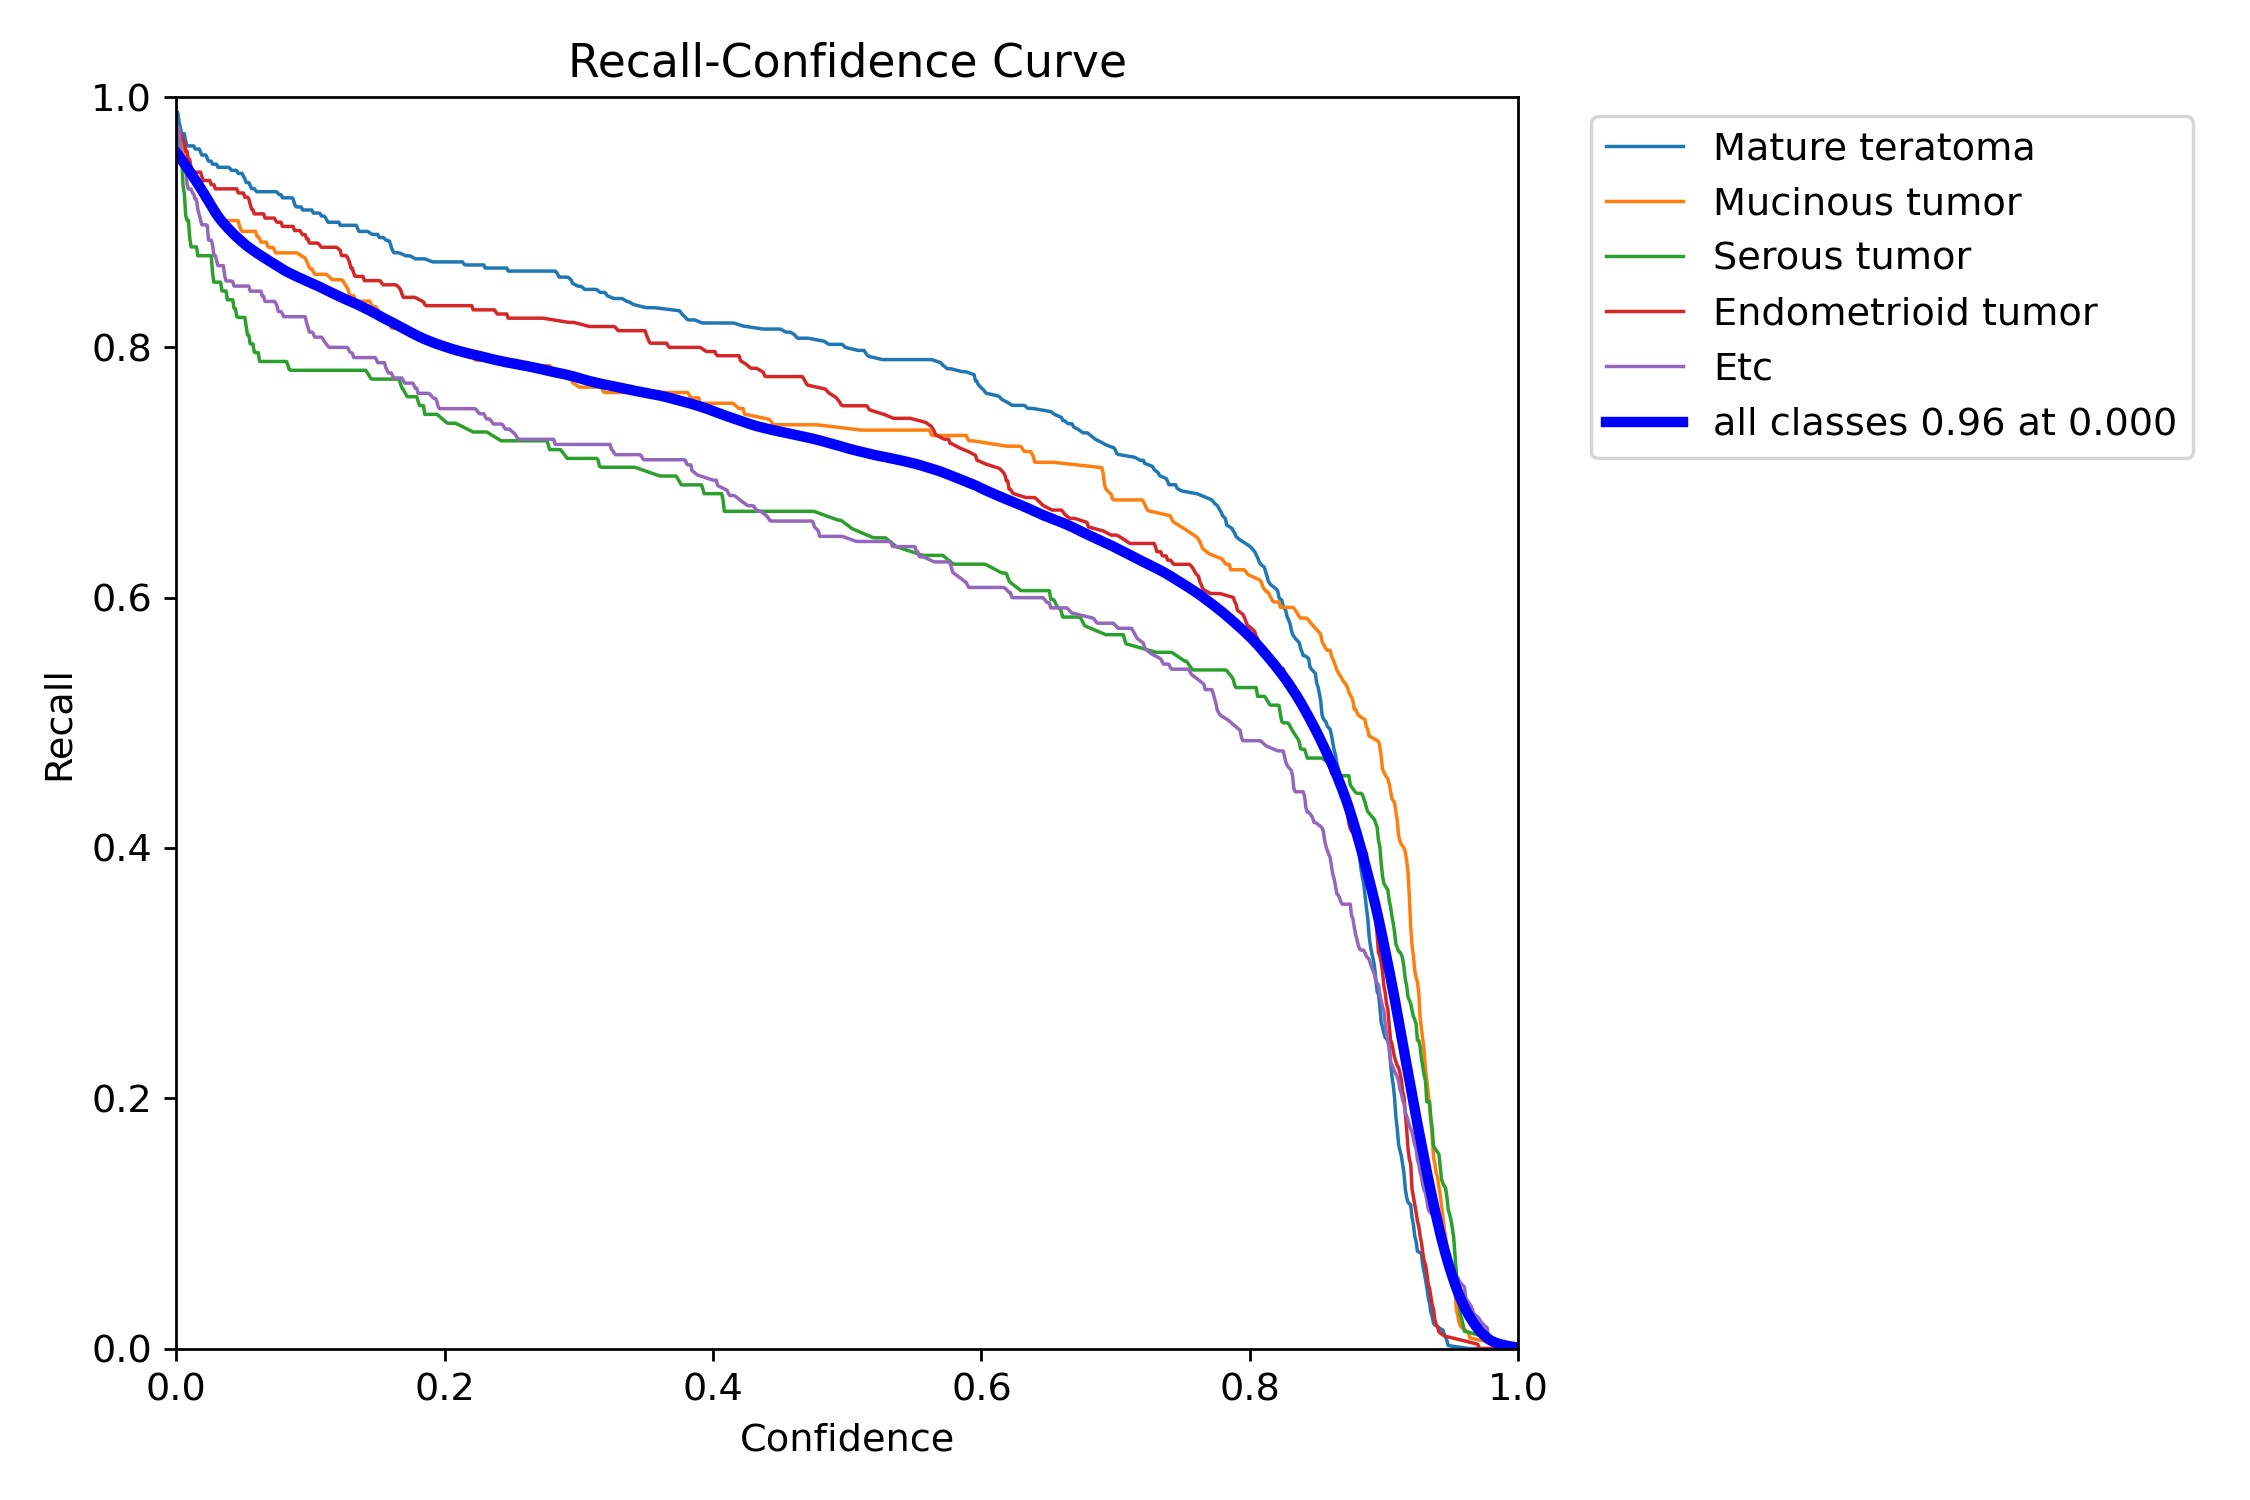 Recall-Confidence Curve
1.0
0.8
0.6
0.4
0.2
0.0
Recall
0.0 0.2 0.4 0.6 0.8 1.0
Confidence
Mature teratoma
Mucinous tumor
Serous tumor
Endometrioid tumor
Etc
all classes 0.96 at 0.000